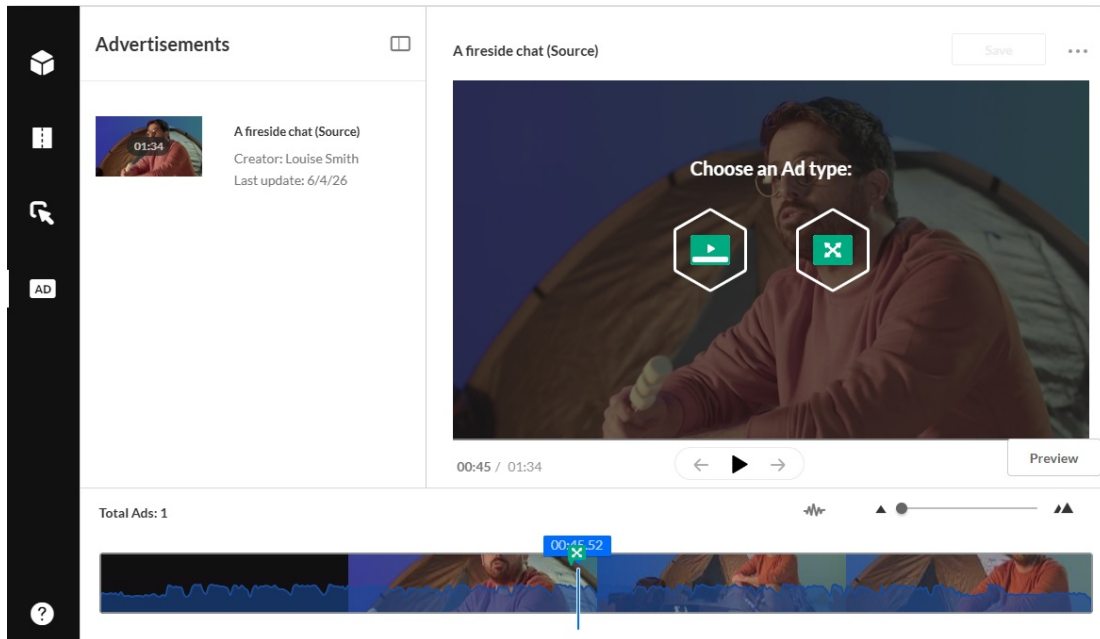 Advertisements
A fireside chat (Source)
Save
01:34
A fireside chat (Source)
Creator: Louise Smith
Last update: 6/4/26
Choose an Ad type:
AD
00:45 / 01:34
Preview
Total Ads: 1
00:45.52
?